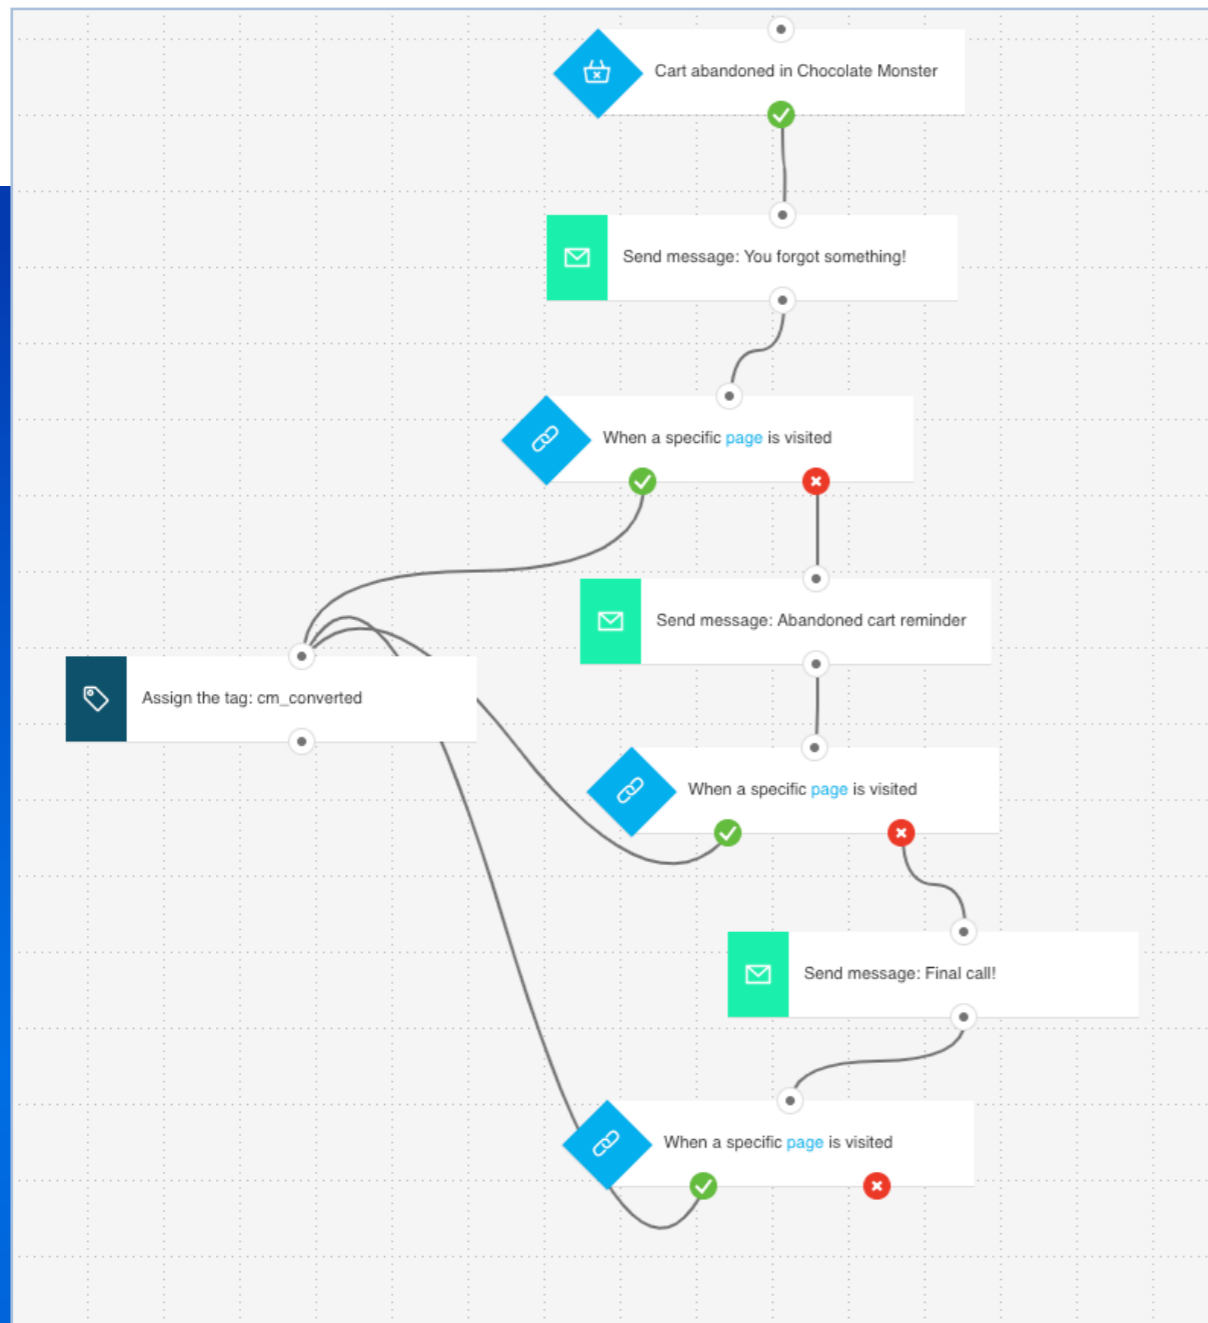 Cart abandoned in Chocolate Monster
Send message: You forgot something!
When a specific page is visited
Send message: Abandoned cart reminder
Assign the tag: cm_converted
When a specific page is visited
Send message: Final call!
When a specific page is visited